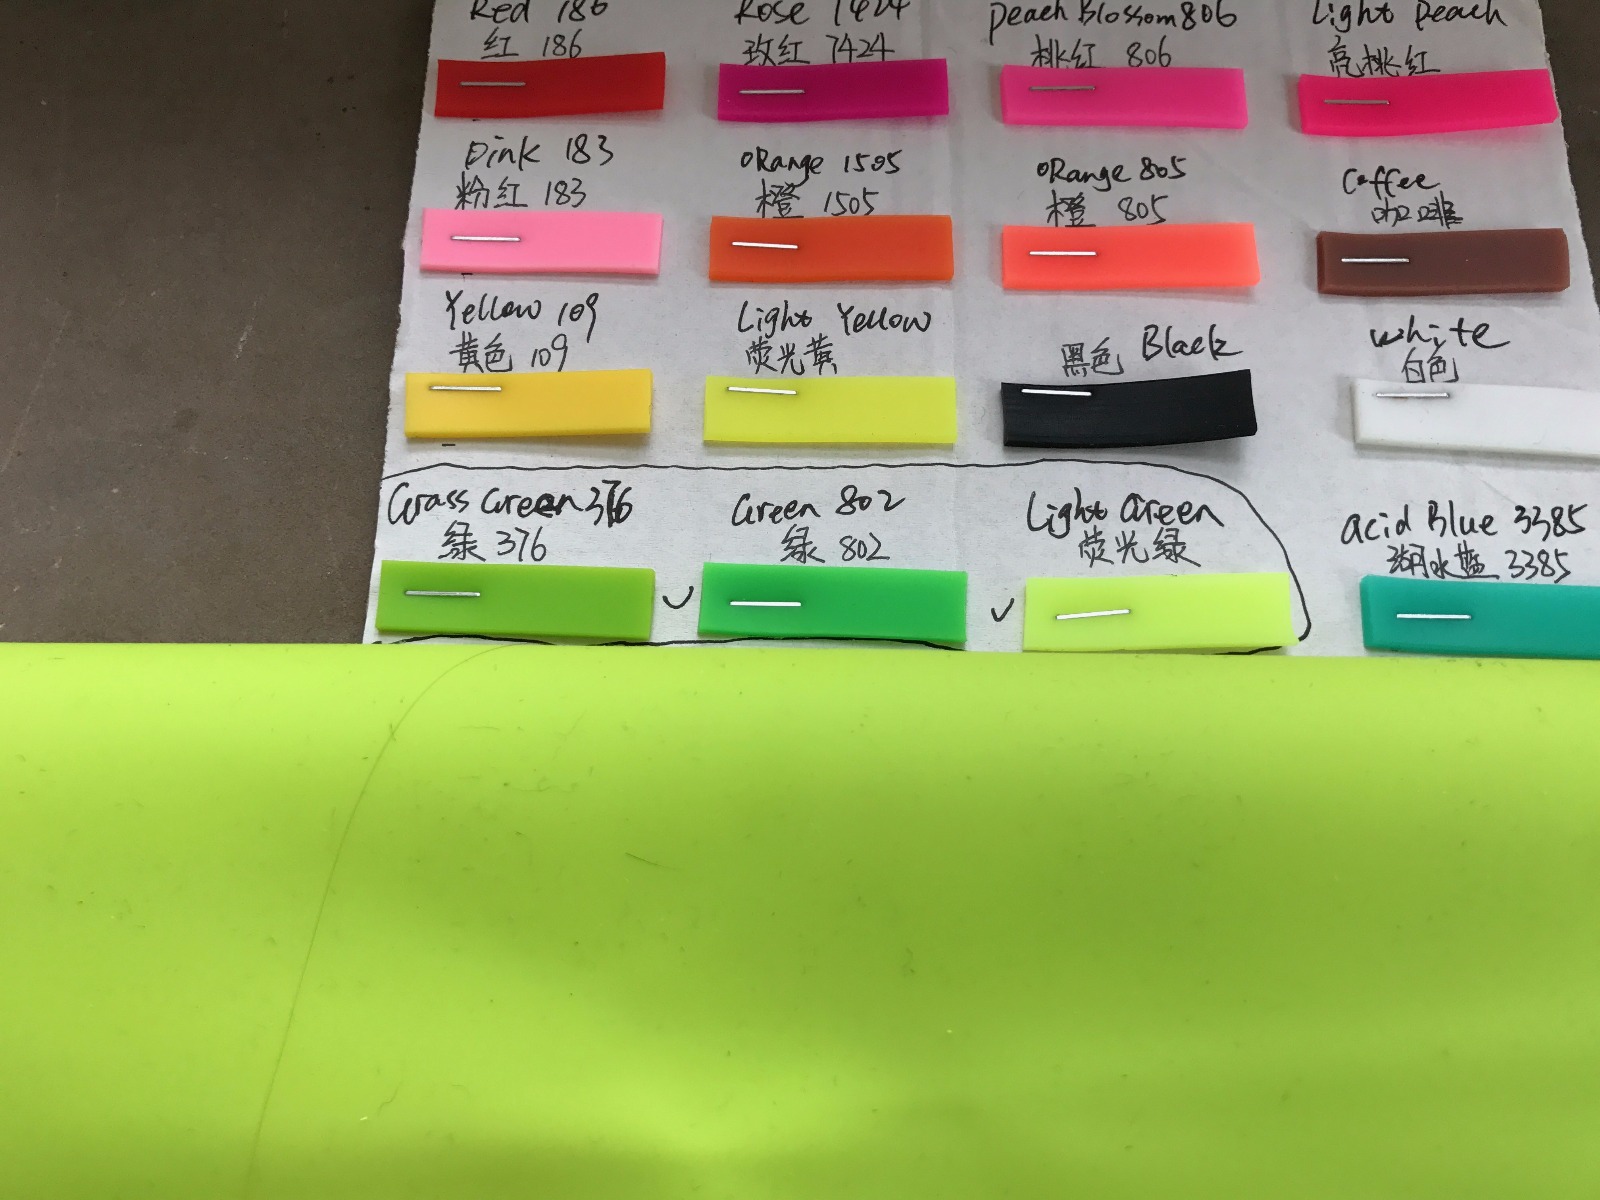 Red 186
红 186
Rose 7424
玫红 7424
peach Blossom 806
桃红 806
Light peach
亮桃红
pink 183
粉红 183
oRange 1505
橙 1505
oRange 805
橙 805
Coffee
咖啡
Yellow 109
黄色 109
Light Yellow
荧光黄
黑色 Black
white
白色
Grass Green 376
绿 376
Green 802
绿 802
Light Green
荧光绿
acid Blue 3385
湖水蓝 3385